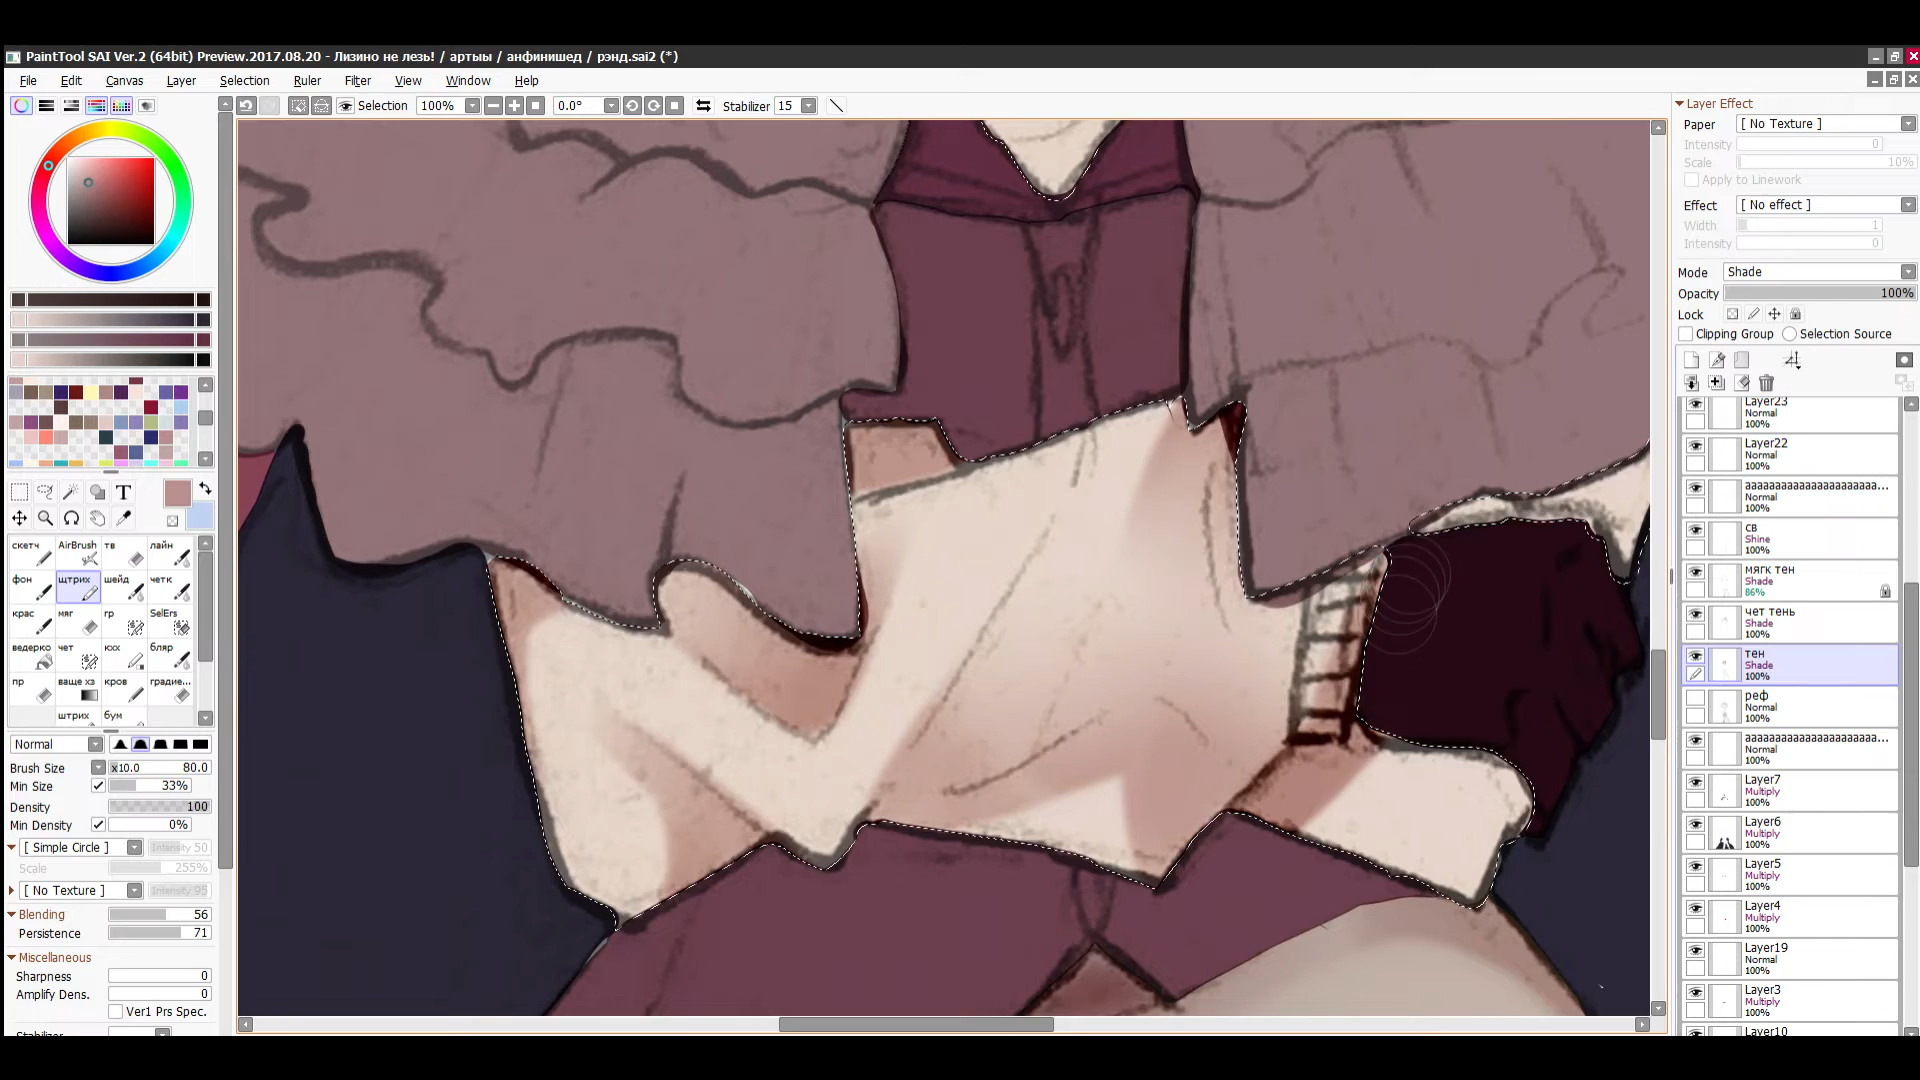 PaintTool SAI Ver.2 (64bit) Preview.2017.08.20 - Лизино не лезь! / артыы / анфинишед / рэнд.sai2 (*)
File Edit Canvas Layer Selection Ruler Filter View Window Help
Selection 100% 0.0° Stabilizer 15
T
скетч AirBrush тв лайн
фон щтрих шейд четк
крас мяг гр SelErs
ведерко чет кхх бляр
пр ваще хз кров градие...
щтрих бум
Normal
Brush Size x10.0 80.0
Min Size 33%
Density 100
Min Density 0%
[ Simple Circle ] Intensity 50
Scale 255%
[ No Texture ] Intensity 95
Blending 56
Persistence 71
Miscellaneous
Sharpness 0
Amplify Dens. 0
Ver1 Prs Spec.
Stabilizer
Layer Effect
Paper [ No Texture ]
Intensity 0
Scale 10%
Apply to Linework
Effect [ No effect ]
Width 1
Intensity 0
Mode Shade
Opacity 100%
Lock
Clipping Group Selection Source
Layer23
Normal
100%
Layer22
Normal
100%
Normal
100%
св
Shine
100%
мягк тен
Shade
86%
чет тень
Shade
100%
тен
Shade
100%
реф
Normal
100%
Normal
100%
Layer7
Multiply
100%
Layer6
Multiply
100%
Layer5
Multiply
100%
Layer4
Multiply
100%
Layer19
Normal
100%
Layer3
Multiply
100%
Layer10